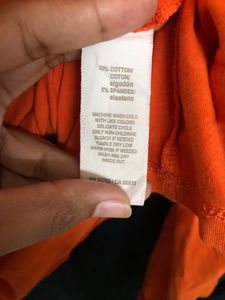 COTTON/
COTON/
algodón
5% SPANDEX/
elastano
MACHINE WASH COLD
WITH LIKE COLORS
DELICATE CYCLE
ONLY NON-CHLORINE
BLEACH IF NEEDED
TUMBLE DRY LOW
WARM IRON IF NEEDED
WASH AND DRY
INSIDE OUT